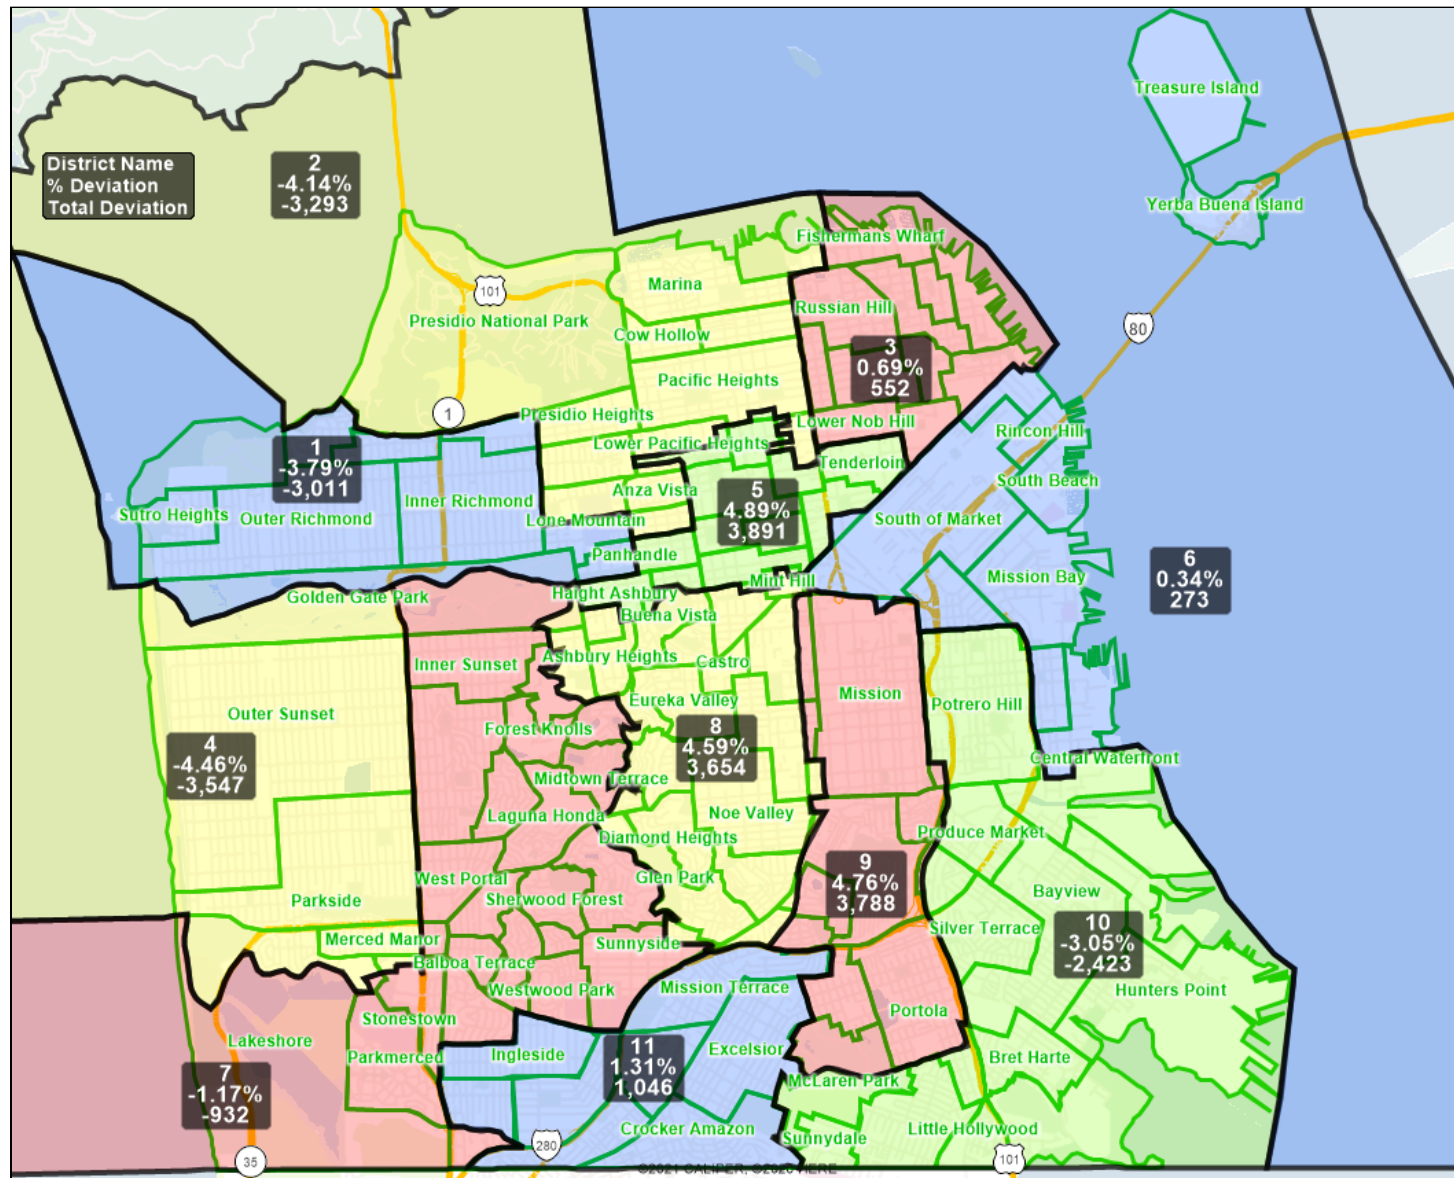 Treasure Island
District Name
% Deviation
Total Deviation
2
-4.14%
-3,293
Yerba Buena Island
Fishermans Wharf
101
Marina
Presidio National Park
Russian Hill
80
Cow Hollow
3
0.69%
552
Pacific Heights
1
Presidio Heights
Lower Nob Hill
Rincon Hill
1
-3.79%
-3,011
Lower Pacific Heights
Tenderloin
South Beach
Anza Vista
5
4.89%
3,891
Inner Richmond
Sutro Heights
Outer Richmond
Lone Mountain
South of Market
Panhandle
Mission Bay
6
0.34%
273
Mint Hill
Golden Gate Park
Haight Ashbury
Buena Vista
Inner Sunset
Ashbury Heights
Castro
Mission
Eureka Valley
Potrero Hill
Outer Sunset
Forest Knolls
8
4.59%
3,654
4
-4.46%
-3,547
Central Waterfront
Midtown Terrace
Laguna Honda
Noe Valley
Diamond Heights
Produce Market
9
4.76%
3,788
West Portal
Glen Park
Bayview
Parkside
Sherwood Forest
10
-3.05%
-2,423
Silver Terrace
Merced Manor
Sunnyside
Balboa Terrace
Westwood Park
Mission Terrace
Hunters Point
Stonestown
Portola
Lakeshore
Parkmerced
Ingleside
11
1.31%
1,046
Excelsior
Bret Harte
7
-1.17%
-932
McLaren Park
Crocker Amazon
Sunnydale
Little Hollywood
280
35
101
©2021 CALIPER, ©2020 HERE